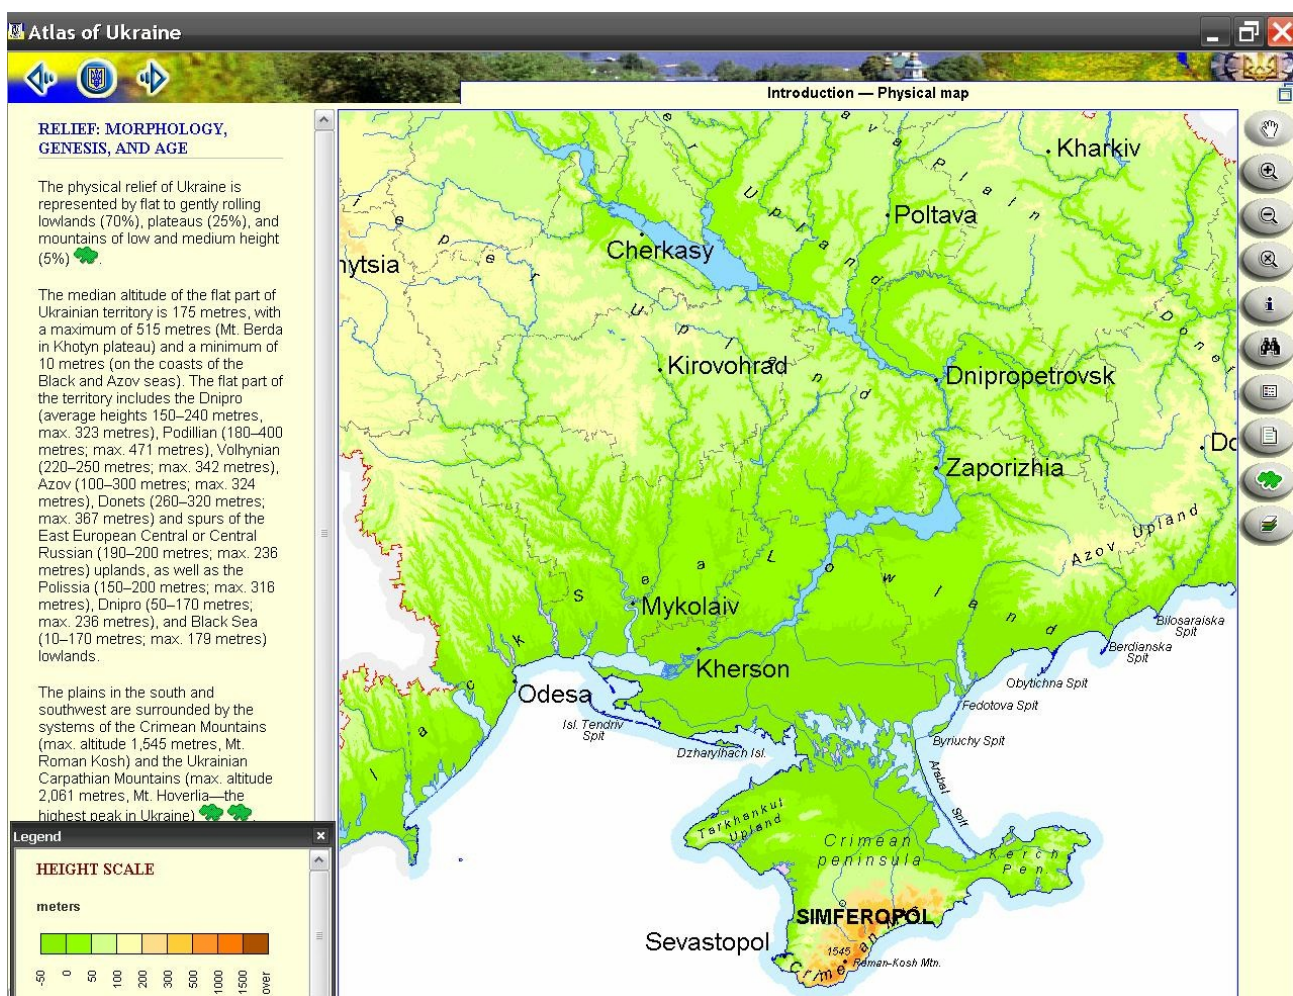 Atlas of Ukraine
Introduction — Physical map
RELIEF: MORPHOLOGY,
GENESIS, AND AGE
The physical relief of Ukraine is
represented by flat to gently rolling
lowlands (70%), plateaus (25%), and
mountains of low and medium height
(5%)
The median altitude of the flat part of
Ukrainian territory is 175 metres, with
a maximum of 515 metres (Mt. Berda
in Khotyn plateau) and a minimum of
10 metres (on the coasts of the
Black and Azov seas). The flat part of
the territory includes the Dnipro
(average heights 150–240 metres,
max. 323 metres), Podillian (180–400
metres; max. 471 metres), Volhynian
(220–250 metres; max. 342 metres),
Azov (100–300 metres; max. 324
metres), Donets (260–320 metres;
max. 367 metres) and spurs of the
East European Central or Central
Russian (190–200 metres; max. 236
metres) uplands, as well as the
Polissia (150–200 metres; max. 316
metres), Dnipro (50–170 metres;
max. 236 metres), and Black Sea
(10–170 metres; max. 179 metres)
lowlands.
The plains in the south and
southwest are surrounded by the
systems of the Crimean Mountains
(max. altitude 1,545 metres, Mt.
Roman Kosh) and the Ukrainian
Carpathian Mountains (max. altitude
2,061 metres, Mt. Hoverlia—the
highest peak in Ukraine)
Legend
HEIGHT SCALE
meters
-50 0 50 100 200 300 500 1000 1500 over
Kharkiv
Poltava
Cherkasy
nytsia
Kirovohrad
Dnipropetrovsk
Do
Zaporizhia
Azov Upland
Mykolaiv
Kherson
Odesa
Bilosaraiska
Spit
Berdianska
Spit
Obytichna Spit
Fedotova Spit
Byriuchy Spit
Isl. Tendriv
Spit
Dzharylhach Isl.
Arabat Spit
Tarkhankut
Upland
Crimean
peninsula
Kerch
Pen.
SIMFEROPOL
Sevastopol
1545
Roman-Kosh Mtn.